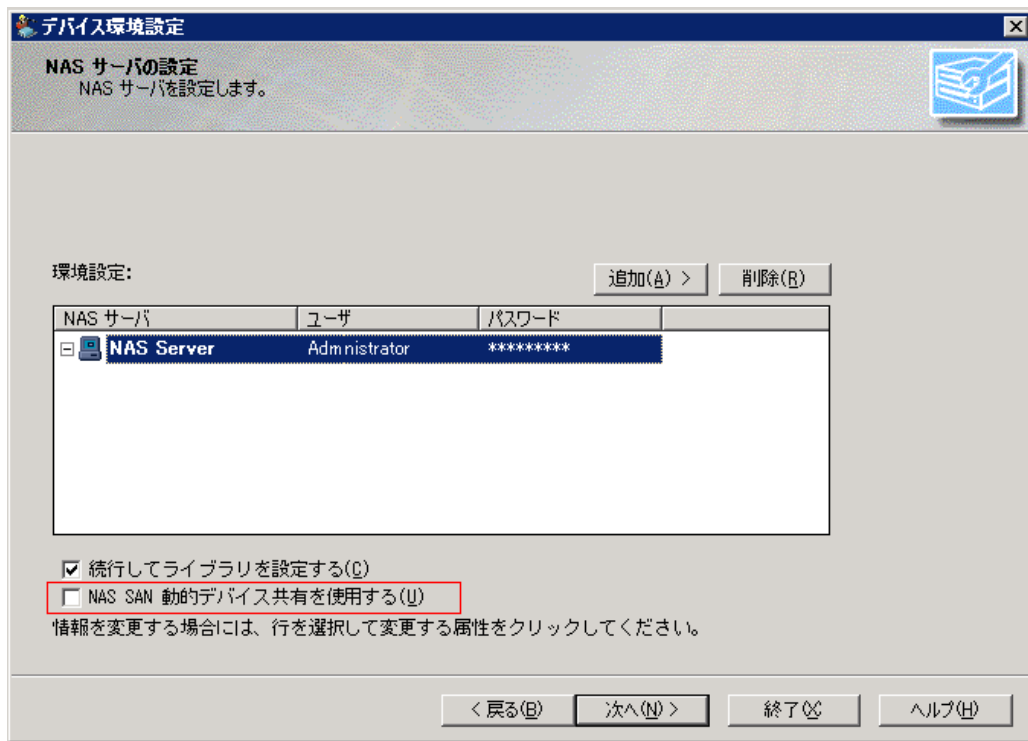 デバイス環境設定
NAS サーバの設定
NAS サーバを設定します。
環境設定:
追加(A) >
削除(R)
NAS サーバ ユーザ パスワード
NAS Server Admnistrator *********
続行してライブラリを設定する(C)
NAS SAN 動的デバイス共有を使用する(U)
情報を変更する場合には、行を選択して変更する属性をクリックしてください。
< 戻る(B)
次へ(N) >
終了(X)
ヘルプ(H)